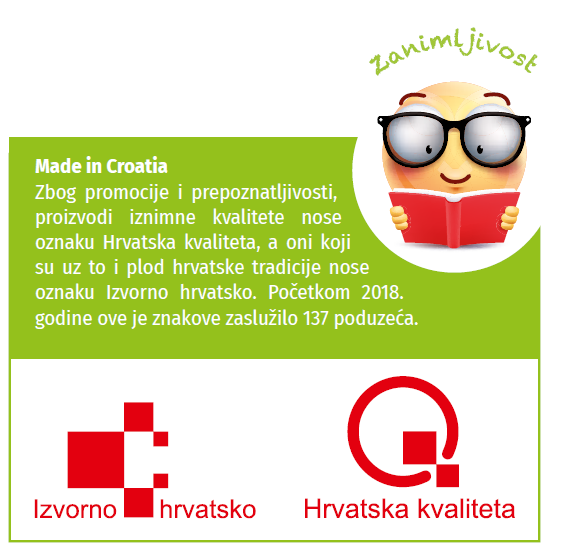 Zanimljivost
Made in Croatia
Zbog promocije i prepoznatljivosti,
proizvodi iznimne kvalitete nose
oznaku Hrvatska kvaliteta, a oni koji
su uz to i plod hrvatske tradicije nose
oznaku Izvorno hrvatsko. Početkom 2018.
godine ove je znakove zaslužilo 137 poduzeća.
Izvorno hrvatsko
Hrvatska kvaliteta